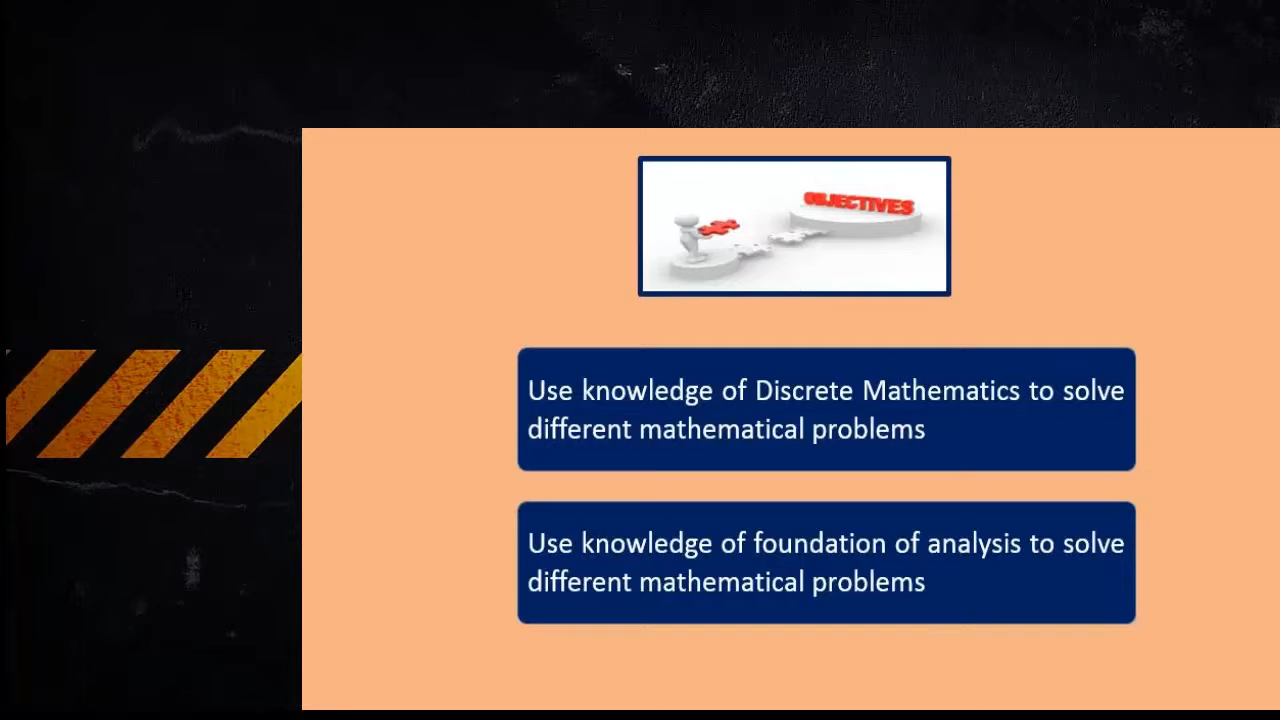 OBJECTIVES
Use knowledge of Discrete Mathematics to solve
different mathematical problems
Use knowledge of foundation of analysis to solve
different mathematical problems